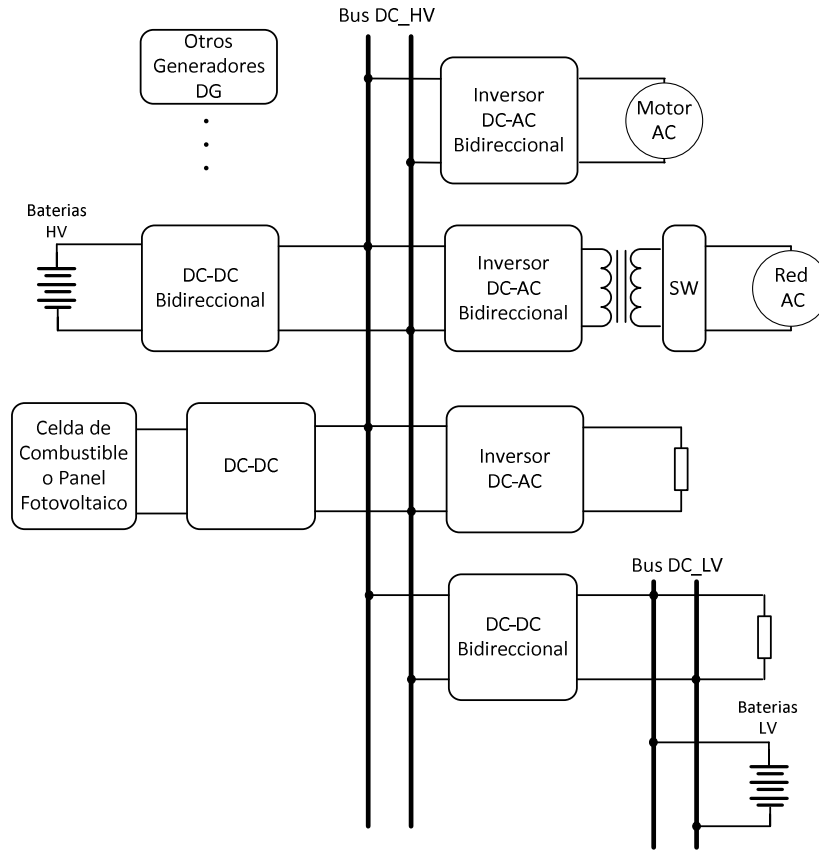 Bus DC_HV
Otros
Generadores
DG
Inversor
DC-AC
Bidireccional
Motor
AC
Baterias
HV
DC-DC
Bidireccional
Inversor
DC-AC
Bidireccional
SW
Red
AC
Celda de
Combustible
o Panel
Fotovoltaico
DC-DC
Inversor
DC-AC
Bus DC_LV
DC-DC
Bidireccional
Baterias
LV